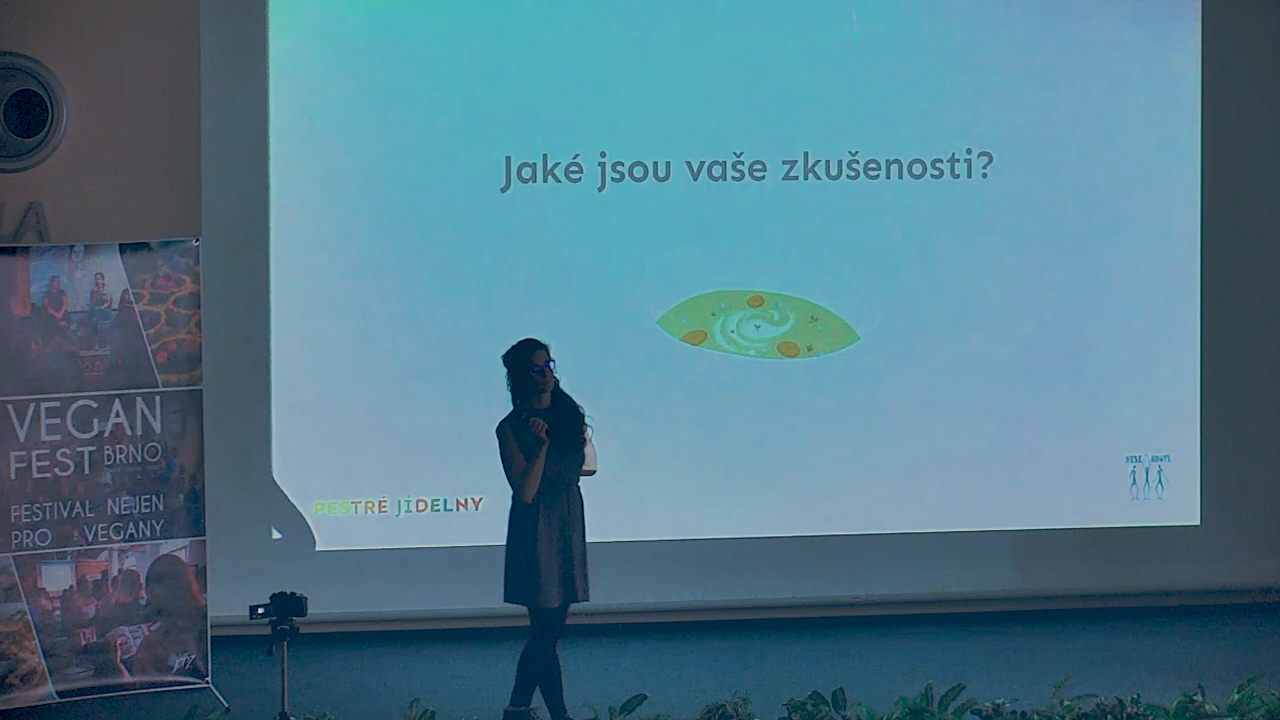 Jaké jsou vaše zkušenosti?
PESTRÉ JÍDELNY
VEGAN
FEST BRNO
FESTIVAL NEJEN
PRO VEGANY